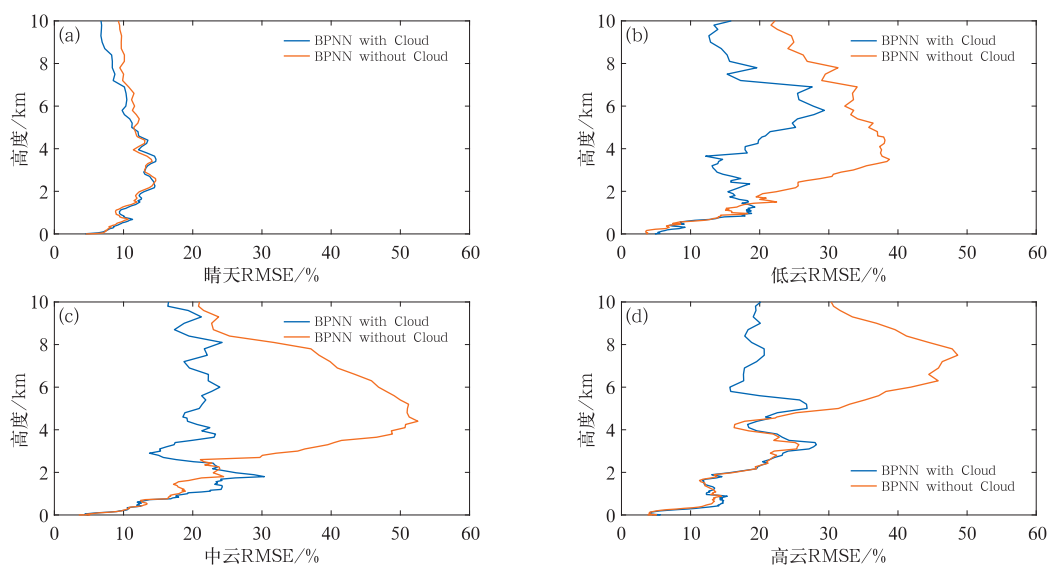 (a)
BPNN with Cloud
BPNN without Cloud
高度/km
10
8
6
4
2
0
0 10 20 30 40 50 60
晴天RMSE/%
(b)
BPNN with Cloud
BPNN without Cloud
高度/km
10
8
6
4
2
0
0 10 20 30 40 50 60
低云RMSE/%
(c)
BPNN with Cloud
BPNN without Cloud
高度/km
10
8
6
4
2
0
0 10 20 30 40 50 60
中云RMSE/%
(d)
BPNN with Cloud
BPNN without Cloud
高度/km
10
8
6
4
2
0
0 10 20 30 40 50 60
高云RMSE/%